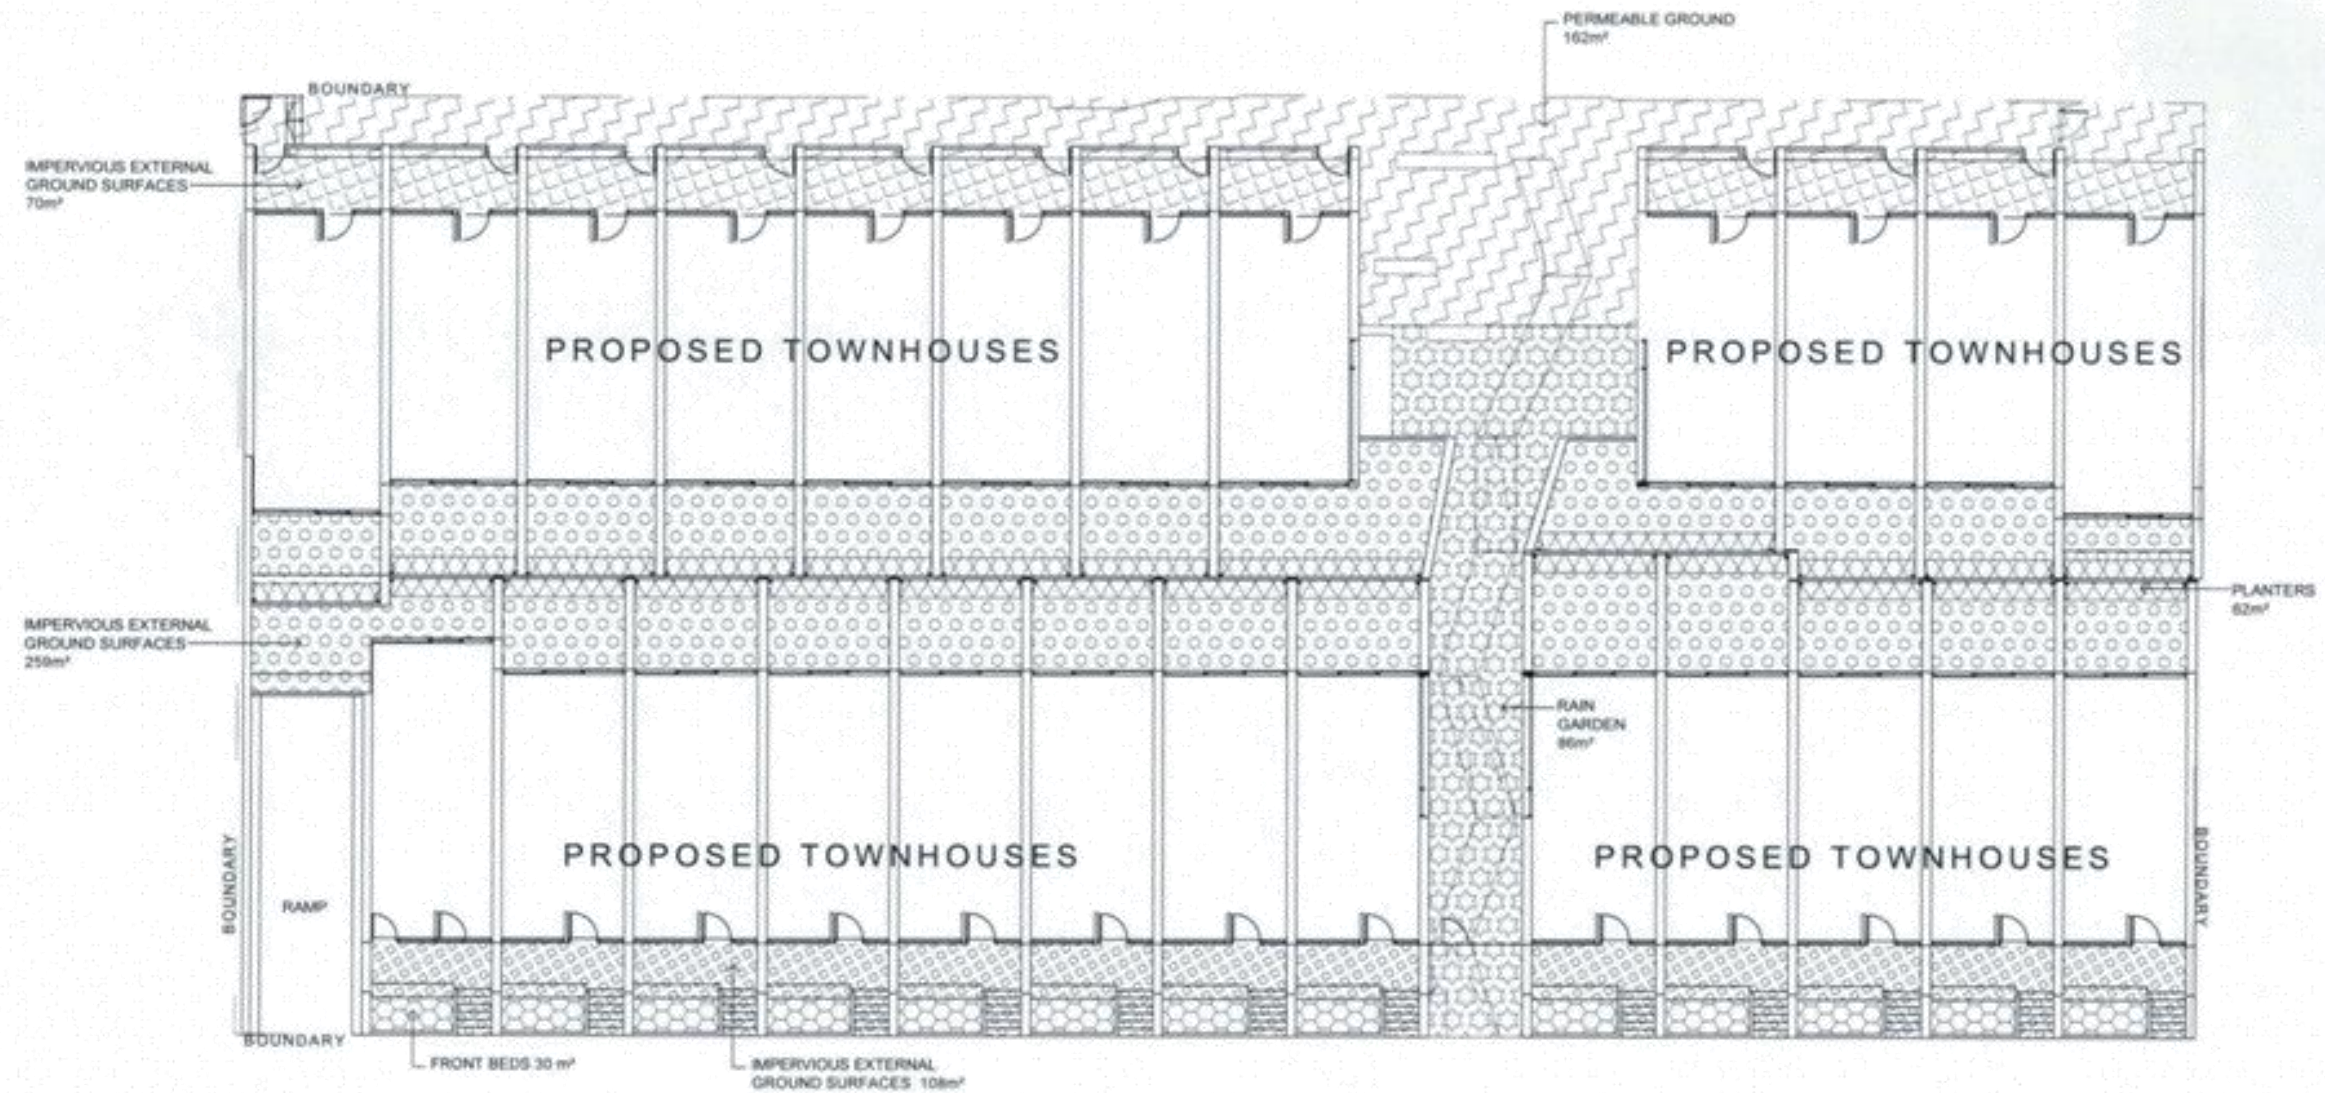 PERMEABLE GROUND
162m²
BOUNDARY
IMPERVIOUS EXTERNAL
GROUND SURFACES
70m²
PROPOSED TOWNHOUSES
PROPOSED TOWNHOUSES
PLANTERS
62m²
IMPERVIOUS EXTERNAL
GROUND SURFACES
259m²
RAIN
GARDEN
86m²
BOUNDARY
PROPOSED TOWNHOUSES
PROPOSED TOWNHOUSES
BOUNDARY
RAMP
BOUNDARY
FRONT BEDS 30 m²
IMPERVIOUS EXTERNAL
GROUND SURFACES 108m²